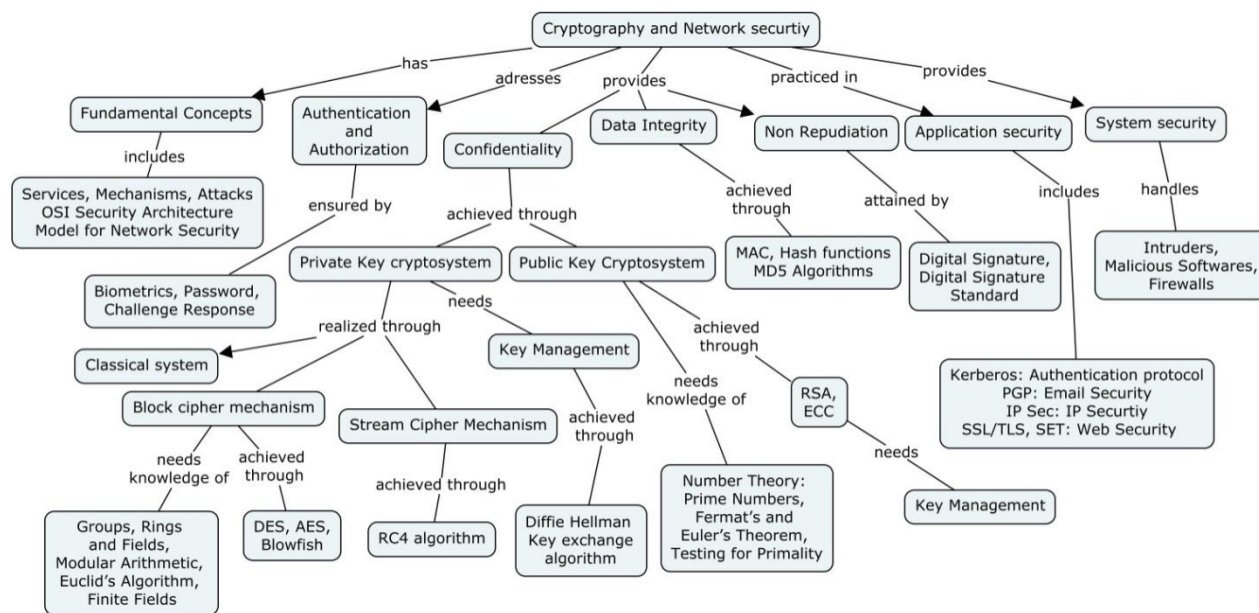 Cryptography and Network securtiy
has
adresses
provides
practiced in
provides
Fundamental Concepts
Authentication
and
Authorization
Confidentiality
Data Integrity
Non Repudiation
Application security
System security
includes
ensured by
achieved through
achieved
through
attained by
includes
handles
Services, Mechanisms, Attacks
OSI Security Architecture
Model for Network Security
Private Key cryptosystem
Public Key Cryptosystem
MAC, Hash functions
MD5 Algorithms
Digital Signature,
Digital Signature
Standard
Intruders,
Malicious Softwares,
Firewalls
Biometrics, Password,
Challenge Response
realized through
needs
achieved
through
Classical system
Key Management
needs
knowledge of
Kerberos: Authentication protocol
PGP: Email Security
IP Sec: IP Securtiy
SSL/TLS, SET: Web Security
Block cipher mechanism
Stream Cipher Mechanism
achieved
through
RSA,
ECC
needs
knowledge of
achieved
through
achieved through
needs
Groups, Rings
and Fields,
Modular Arithmetic,
Euclid’s Algorithm,
Finite Fields
DES, AES,
Blowfish
RC4 algorithm
Diffie Hellman
Key exchange
algorithm
Number Theory:
Prime Numbers,
Fermat’s and
Euler’s Theorem,
Testing for Primality
Key Management